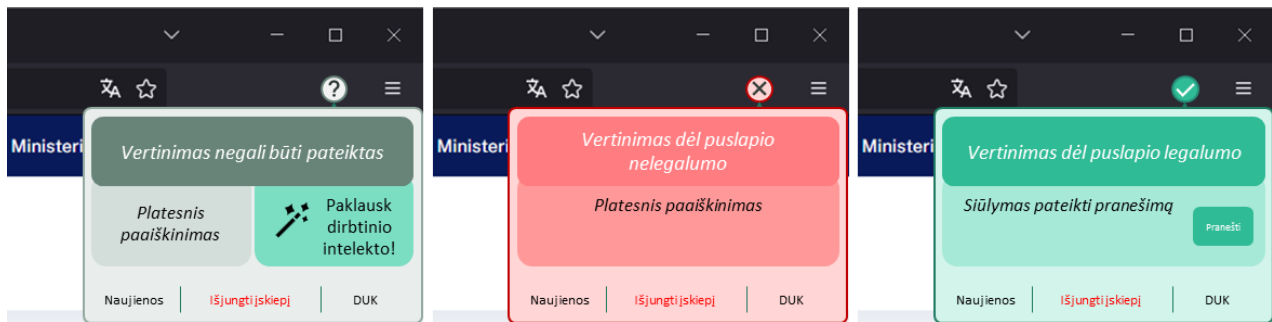 Ministeri
Vertinimas negali būti pateiktas
Platesnis
paaiškinimas
Paklausk
dirbtinio
intelekto!
Naujienos
Išjungti įskiepį
DUK
Ministeri
Vertinimas dėl puslapio
nelegalumo
Platesnis paaiškinimas
Naujienos
Išjungti įskiepį
DUK
Ministeri
Vertinimas dėl puslapio legalumo
Siūlymas pateikti pranešimą
Pranešti
Naujienos
Išjungti įskiepį
DUK